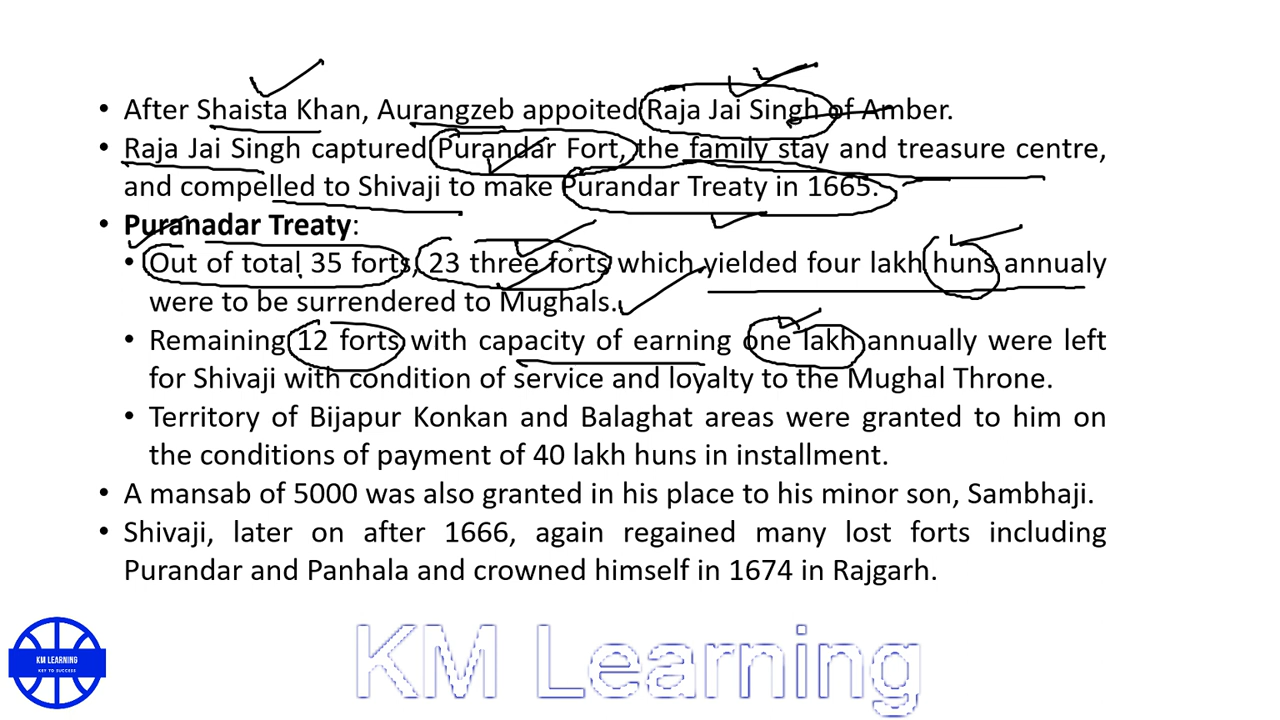 • After Shaista Khan, Aurangzeb appoited Raja Jai Singh of Amber.
• Raja Jai Singh captured Purandar Fort, the family stay and treasure centre,
and compelled to Shivaji to make Purandar Treaty in 1665.
• Puranadar Treaty:
• Out of total 35 forts, 23 three forts which yielded four lakh huns annualy
were to be surrendered to Mughals.
• Remaining 12 forts with capacity of earning one lakh annually were left
for Shivaji with condition of service and loyalty to the Mughal Throne.
• Territory of Bijapur Konkan and Balaghat areas were granted to him on
the conditions of payment of 40 lakh huns in installment.
• A mansab of 5000 was also granted in his place to his minor son, Sambhaji.
• Shivaji, later on after 1666, again regained many lost forts including
Purandar and Panhala and crowned himself in 1674 in Rajgarh.
KM LEARNING
KEY TO SUCCESS
KM Learning